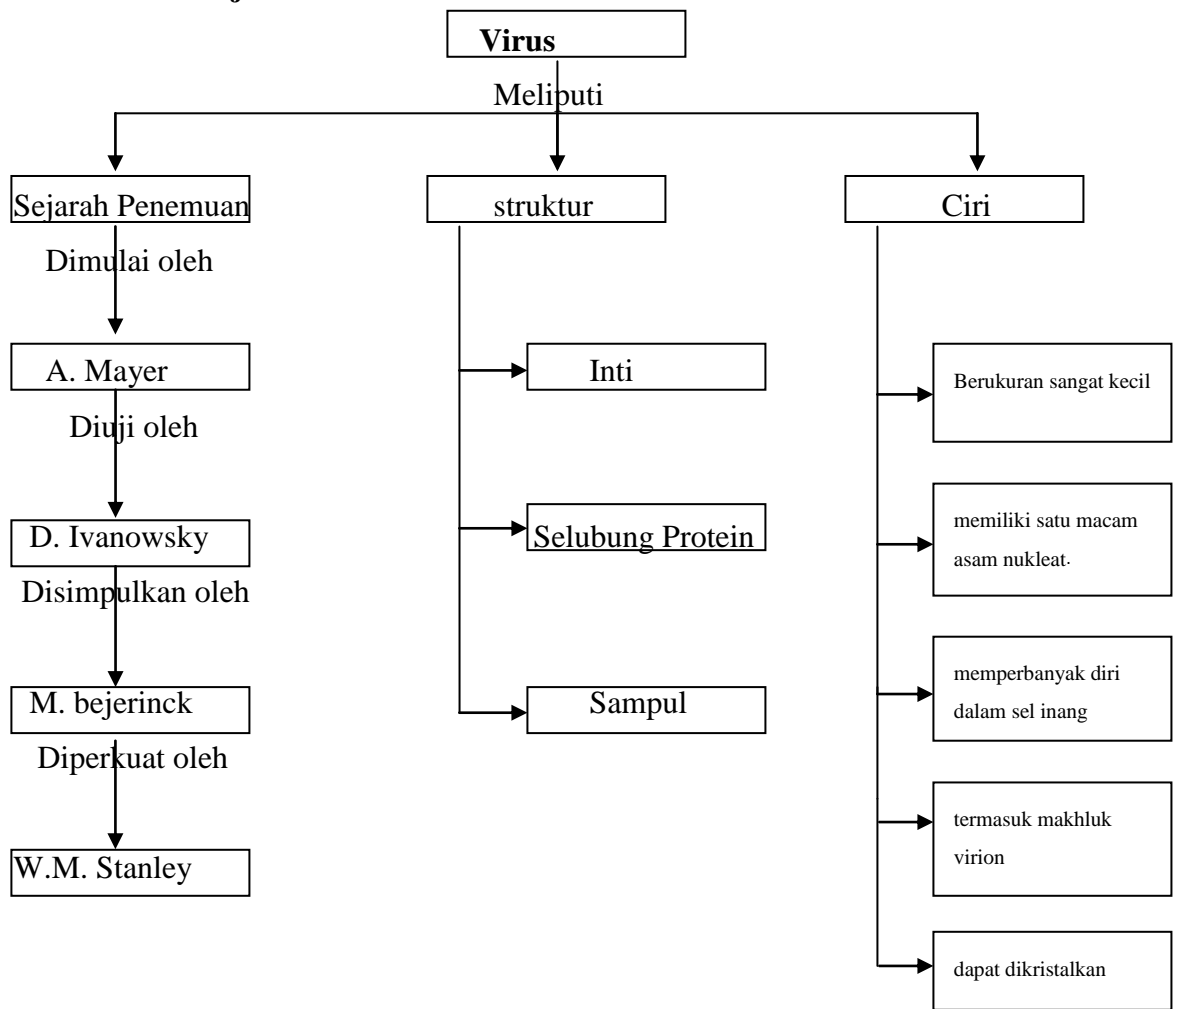 Virus
Meliputi
Sejarah Penemuan
Dimulai oleh
A. Mayer
Diuji oleh
D. Ivanowsky
Disimpulkan oleh
M. bejerinck
Diperkuat oleh
W.M. Stanley
struktur
Inti
Selubung Protein
Sampul
Ciri
Berukuran sangat kecil
memiliki satu macam
asam nukleat.
memperbanyak diri
dalam sel inang
termasuk makhluk
virion
dapat dikristalkan